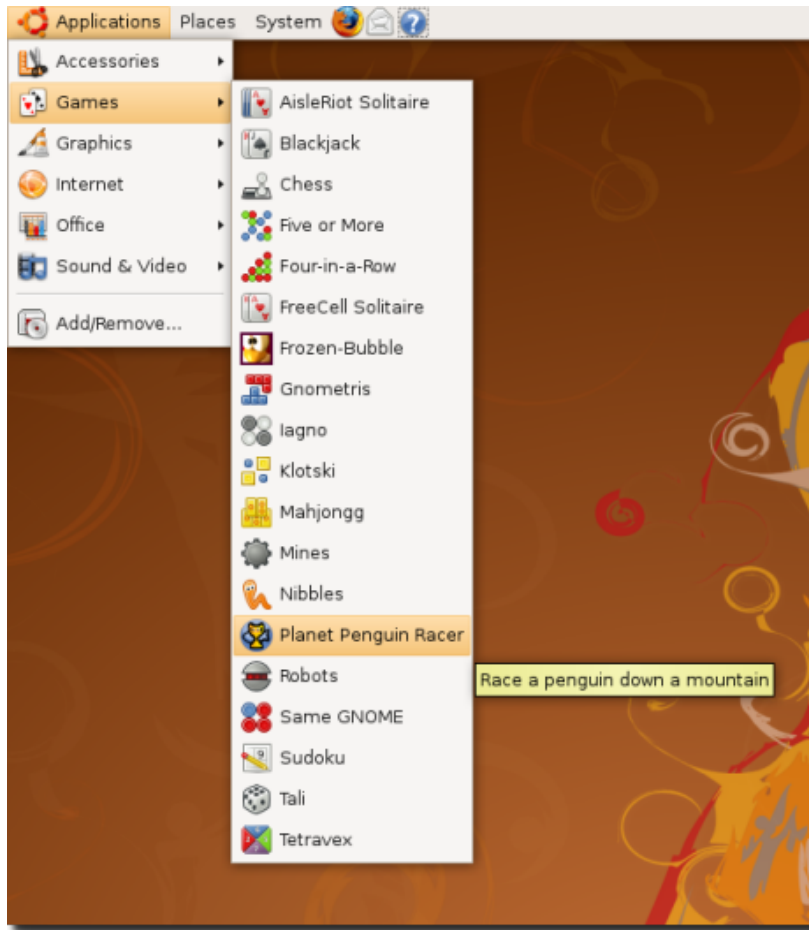 Applications Places System
Accessories
Games
Graphics
Internet
Office
Sound & Video
Add/Remove...
AisleRiot Solitaire
Blackjack
Chess
Five or More
Four-in-a-Row
FreeCell Solitaire
Frozen-Bubble
Gnometris
Iagno
Klotski
Mahjongg
Mines
Nibbles
Planet Penguin Racer
Robots
Same GNOME
Sudoku
Tali
Tetravex
Race a penguin down a mountain